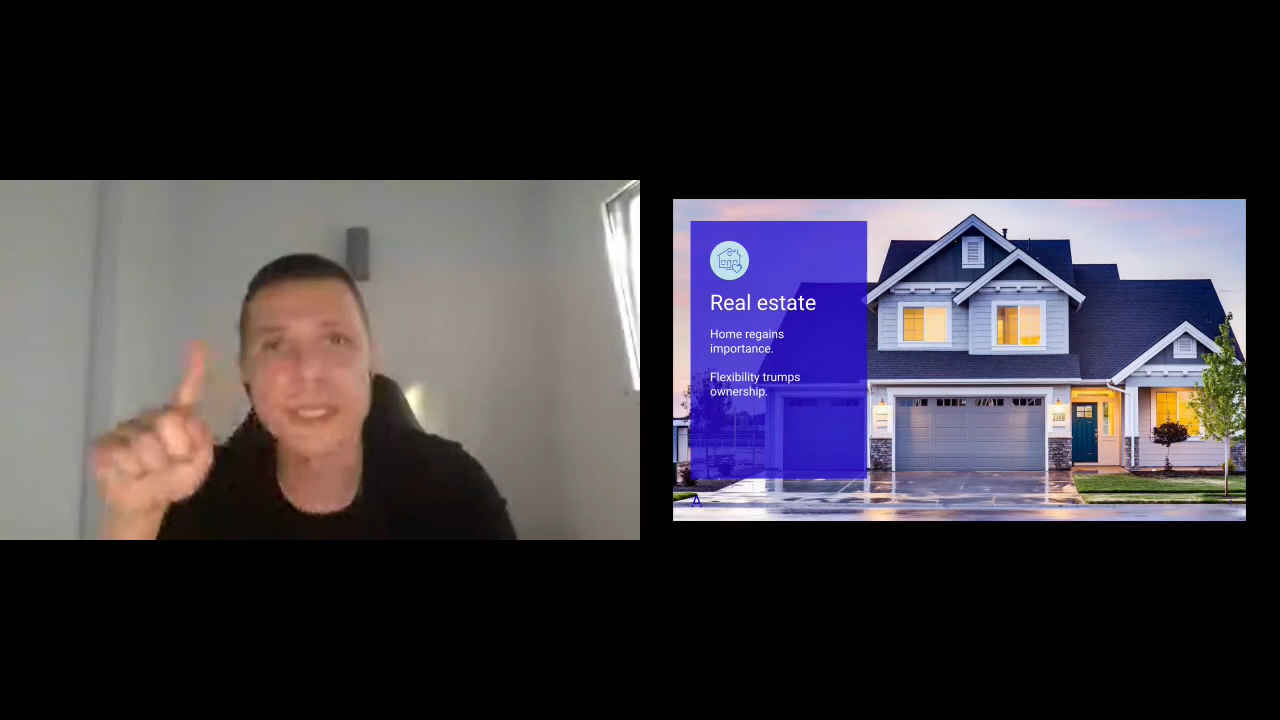 Real estate
Home regains
importance.
Flexibility trumps
ownership.